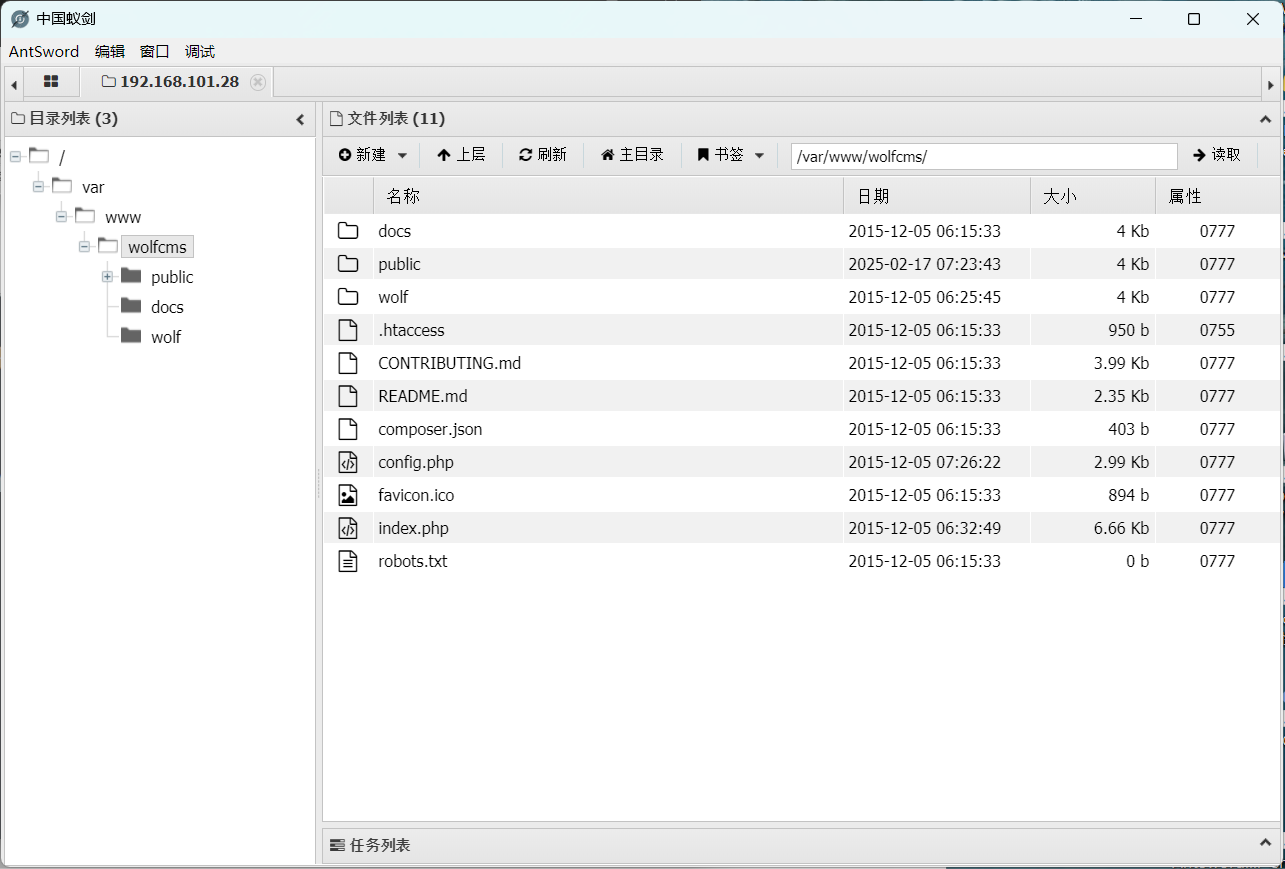 中国蚁剑
AntSword 编辑 窗口 调试
192.168.101.28
目录列表 (3)
/
var
www
wolfcms
public
docs
wolf
文件列表 (11)
新建 上层 刷新 主目录 书签 /var/www/wolfcms/ 读取
名称 日期 大小 属性
docs 2015-12-05 06:15:33 4 Kb 0777
public 2025-02-17 07:23:43 4 Kb 0777
wolf 2015-12-05 06:25:45 4 Kb 0777
.htaccess 2015-12-05 06:15:33 950 b 0755
CONTRIBUTING.md 2015-12-05 06:15:33 3.99 Kb 0777
README.md 2015-12-05 06:15:33 2.35 Kb 0777
composer.json 2015-12-05 06:15:33 403 b 0777
config.php 2015-12-05 07:26:22 2.99 Kb 0777
favicon.ico 2015-12-05 06:15:33 894 b 0777
index.php 2015-12-05 06:32:49 6.66 Kb 0777
robots.txt 2015-12-05 06:15:33 0 b 0777
任务列表